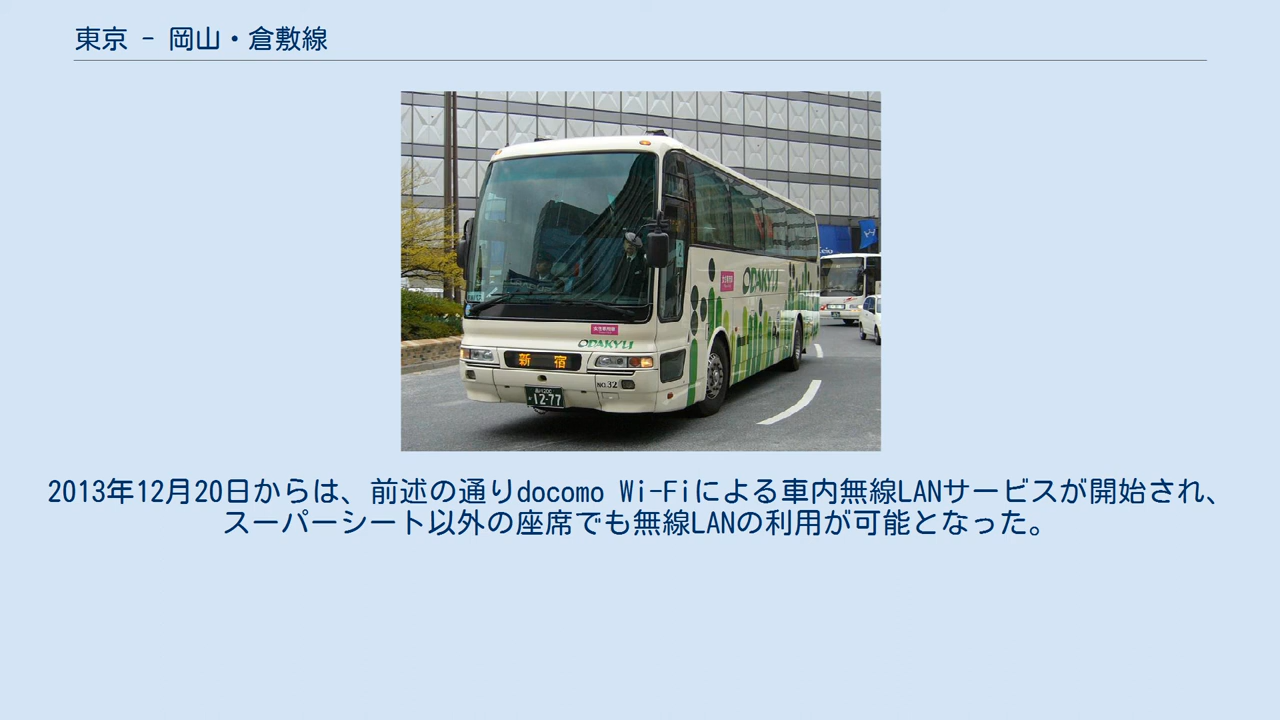 東京 - 岡山・倉敷線
ODAKYU
ODAKYU
新 宿
NO.32
12-77
2013年12月20日からは、前述の通りdocomo Wi-Fiによる車内無線LANサービスが開始され、
スーパーシート以外の座席でも無線LANの利用が可能となった。